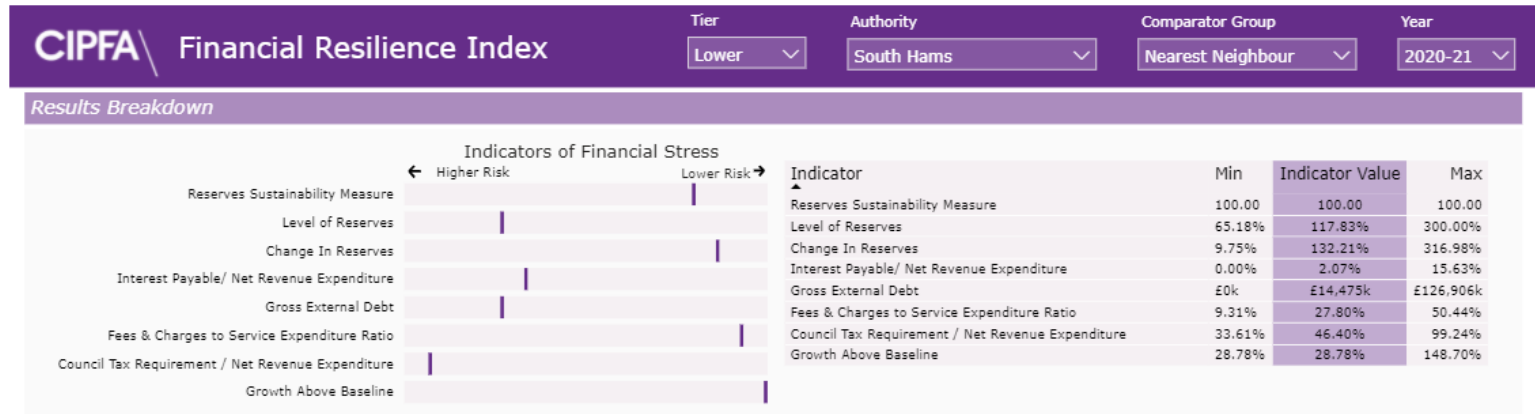 CIPFA\ Financial Resilience Index
Tier
Lower
Authority
South Hams
Comparator Group
Nearest Neighbour
Year
2020-21
Results Breakdown
Indicators of Financial Stress
← Higher Risk Lower Risk →
Reserves Sustainability Measure
Level of Reserves
Change In Reserves
Interest Payable/ Net Revenue Expenditure
Gross External Debt
Fees & Charges to Service Expenditure Ratio
Council Tax Requirement / Net Revenue Expenditure
Growth Above Baseline
Indicator Min Indicator Value Max
Reserves Sustainability Measure 100.00 100.00 100.00
Level of Reserves 65.18% 117.83% 300.00%
Change In Reserves 9.75% 132.21% 316.98%
Interest Payable/ Net Revenue Expenditure 0.00% 2.07% 15.63%
Gross External Debt £0k £14,475k £126,906k
Fees & Charges to Service Expenditure Ratio 9.31% 27.80% 50.44%
Council Tax Requirement / Net Revenue Expenditure 33.61% 46.40% 99.24%
Growth Above Baseline 28.78% 28.78% 148.70%